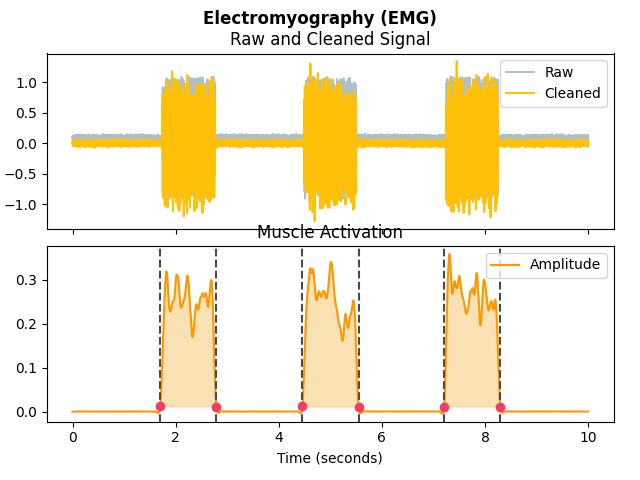 Electromyography (EMG)
Raw and Cleaned Signal
Raw
Cleaned
1.0
0.5
0.0
−0.5
−1.0
Muscle Activation
Amplitude
0.3
0.2
0.1
0.0
0 2 4 6 8 10
Time (seconds)